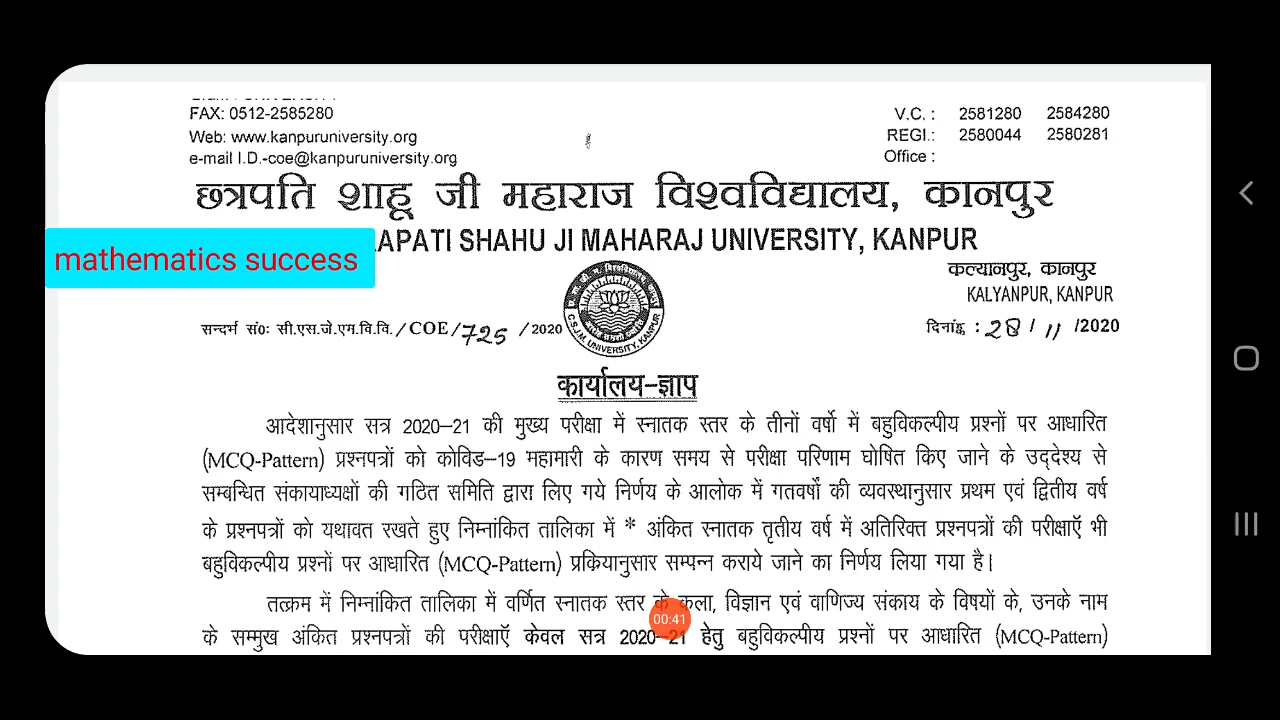 FAX: 0512-2585280
Web: www.kanpuruniversity.org
e-mail I.D.-coe@kanpuruniversity.org
V.C. : 2581280 2584280
REGI.: 2580044 2580281
Office :
छत्रपति शाहू जी महाराज विश्वविद्यालय, कानपुर
APATI SHAHU JI MAHARAJ UNIVERSITY, KANPUR
mathematics success
कल्यानपुर, कानपुर
KALYANPUR, KANPUR
C.S.J.M. UNIVERSITY, KANPUR
सन्दर्भ सं०: सी.एस.जे.एम.वि.वि./COE/725 /2020
दिनांक : 28/11/2020
कार्यालय-ज्ञाप
आदेशानुसार सत्र 2020-21 की मुख्य परीक्षा में स्नातक स्तर के तीनों वर्षो में बहुविकल्पीय प्रश्नों पर आधारित
(MCQ-Pattern) प्रश्नपत्रों को कोविड-19 महामारी के कारण समय से परीक्षा परिणाम घोषित किए जाने के उद्देश्य से
सम्बन्धित संकायाध्यक्षों की गठित समिति द्वारा लिए गये निर्णय के आलोक में गतवर्षों की व्यवस्थानुसार प्रथम एवं द्वितीय वर्ष
के प्रश्नपत्रों को यथावत रखते हुए निम्नांकित तालिका में * अंकित स्नातक तृतीय वर्ष में अतिरिक्त प्रश्नपत्रों की परीक्षाऍ भी
बहुविकल्पीय प्रश्नों पर आधारित (MCQ-Pattern) प्रकियानुसार सम्पन्न कराये जाने का निर्णय लिया गया है।
तत्क्रम में निम्नांकित तालिका में वर्णित स्नातक स्तर के कला, विज्ञान एवं वाणिज्य संकाय के विषयों के, उनके नाम
के सम्मुख अंकित प्रश्नपत्रों की परीक्षाऍ केवल सत्र 2020-21 हेतु बहुविकल्पीय प्रश्नों पर आधारित (MCQ-Pattern)
00:41